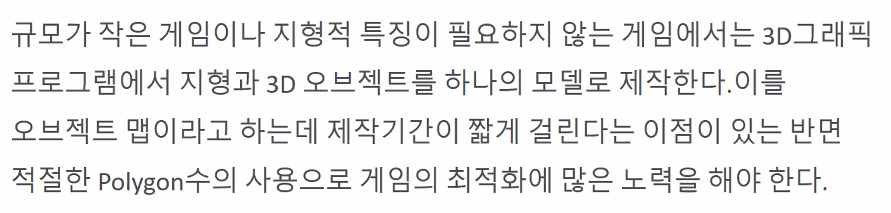 규모가 작은 게임이나 지형적 특징이 필요하지 않는 게임에서는 3D그래픽
프로그램에서 지형과 3D 오브젝트를 하나의 모델로 제작한다.이를
오브젝트 맵이라고 하는데 제작기간이 짧게 걸린다는 이점이 있는 반면
적절한 Polygon수의 사용으로 게임의 최적화에 많은 노력을 해야 한다.